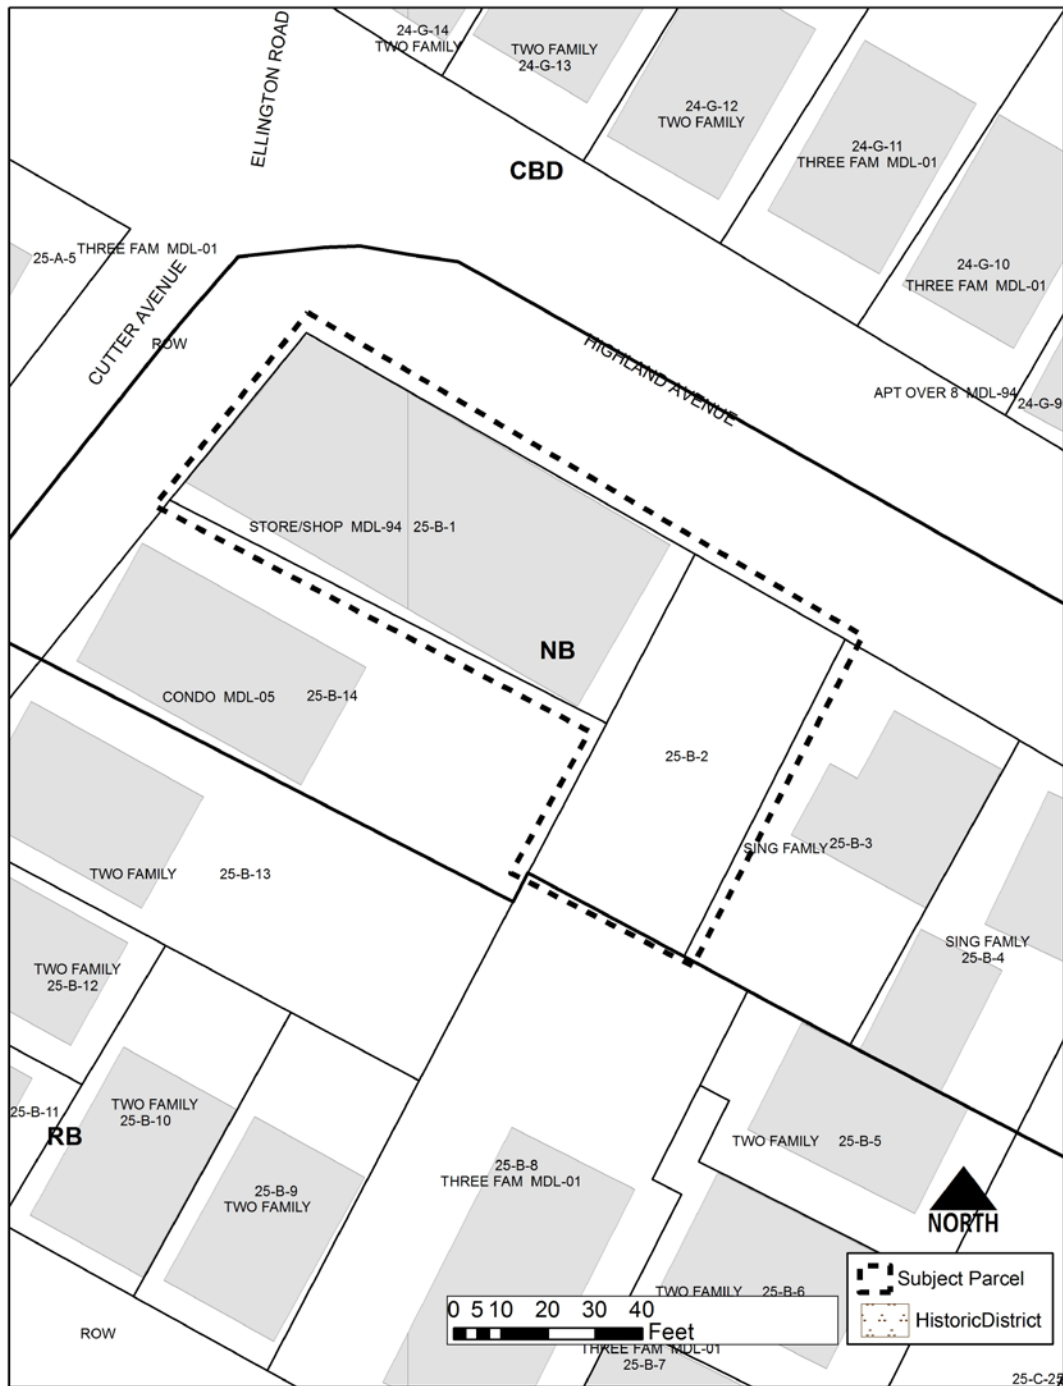 24-G-14
TWO FAMILY
TWO FAMILY
24-G-13
ELLINGTON ROAD
24-G-12
TWO FAMILY
24-G-11
THREE FAM MDL-01
CBD
25-A-5
THREE FAM MDL-01
24-G-10
THREE FAM MDL-01
CUTTER AVENUE
ROW
HIGHLAND AVENUE
APT OVER 8 MDL-94
24-G-9
STORE/SHOP MDL-94 25-B-1
NB
CONDO MDL-05 25-B-14
25-B-2
SING FAMLY 25-B-3
TWO FAMILY 25-B-13
SING FAMLY
25-B-4
TWO FAMILY
25-B-12
25-B-11
TWO FAMILY
25-B-10
RB
TWO FAMILY 25-B-5
25-B-8
THREE FAM MDL-01
25-B-9
TWO FAMILY
NORTH
Subject Parcel
HistoricDistrict
TWO FAMILY 25-B-6
0 5 10 20 30 40
Feet
ROW
THREE FAM MDL-01
25-B-7